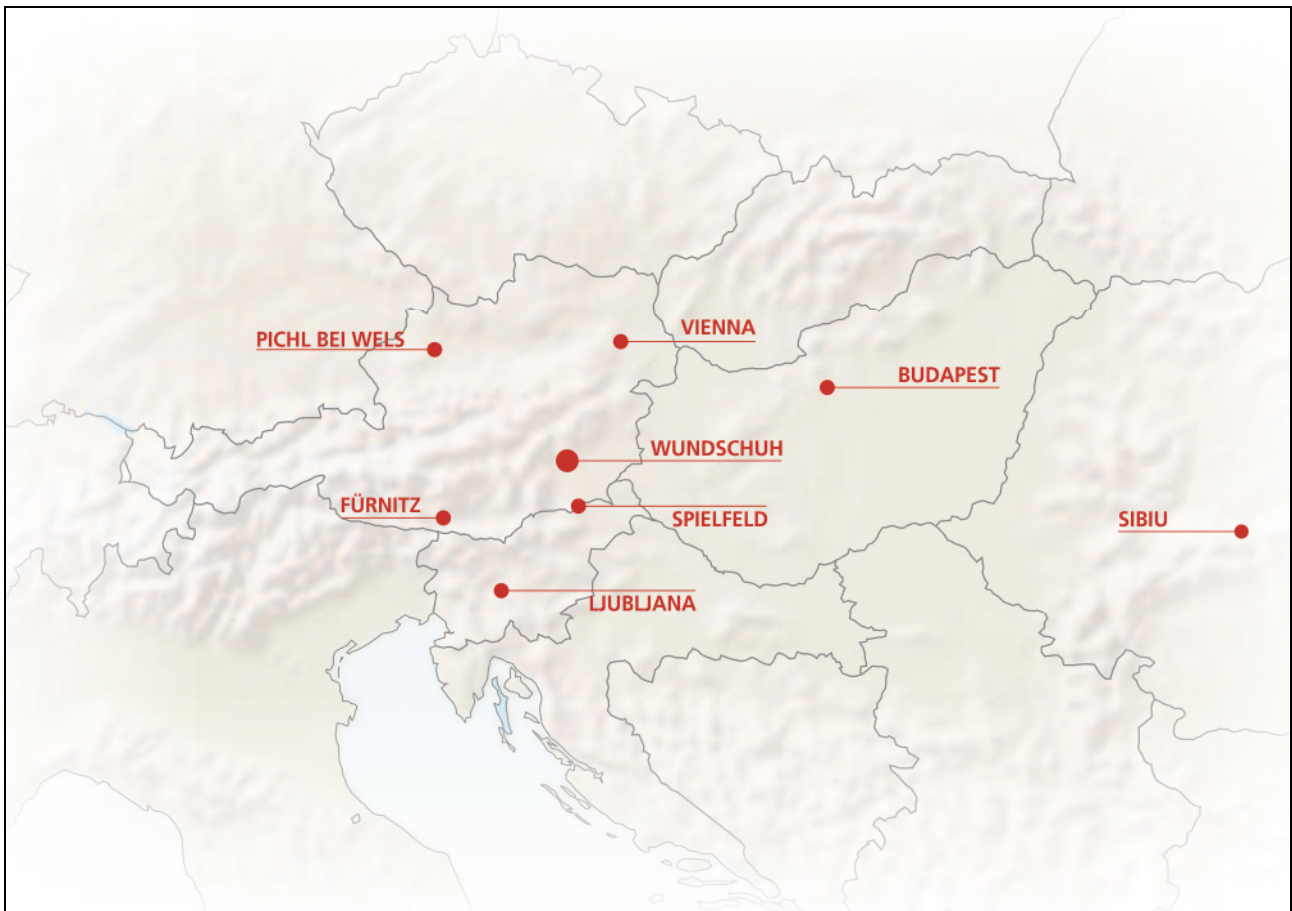 VIENNA
PICHL BEI WELS
BUDAPEST
WUNDSCHUH
FÜRNITZ
SPIELFELD
SIBIU
LJUBLJANA